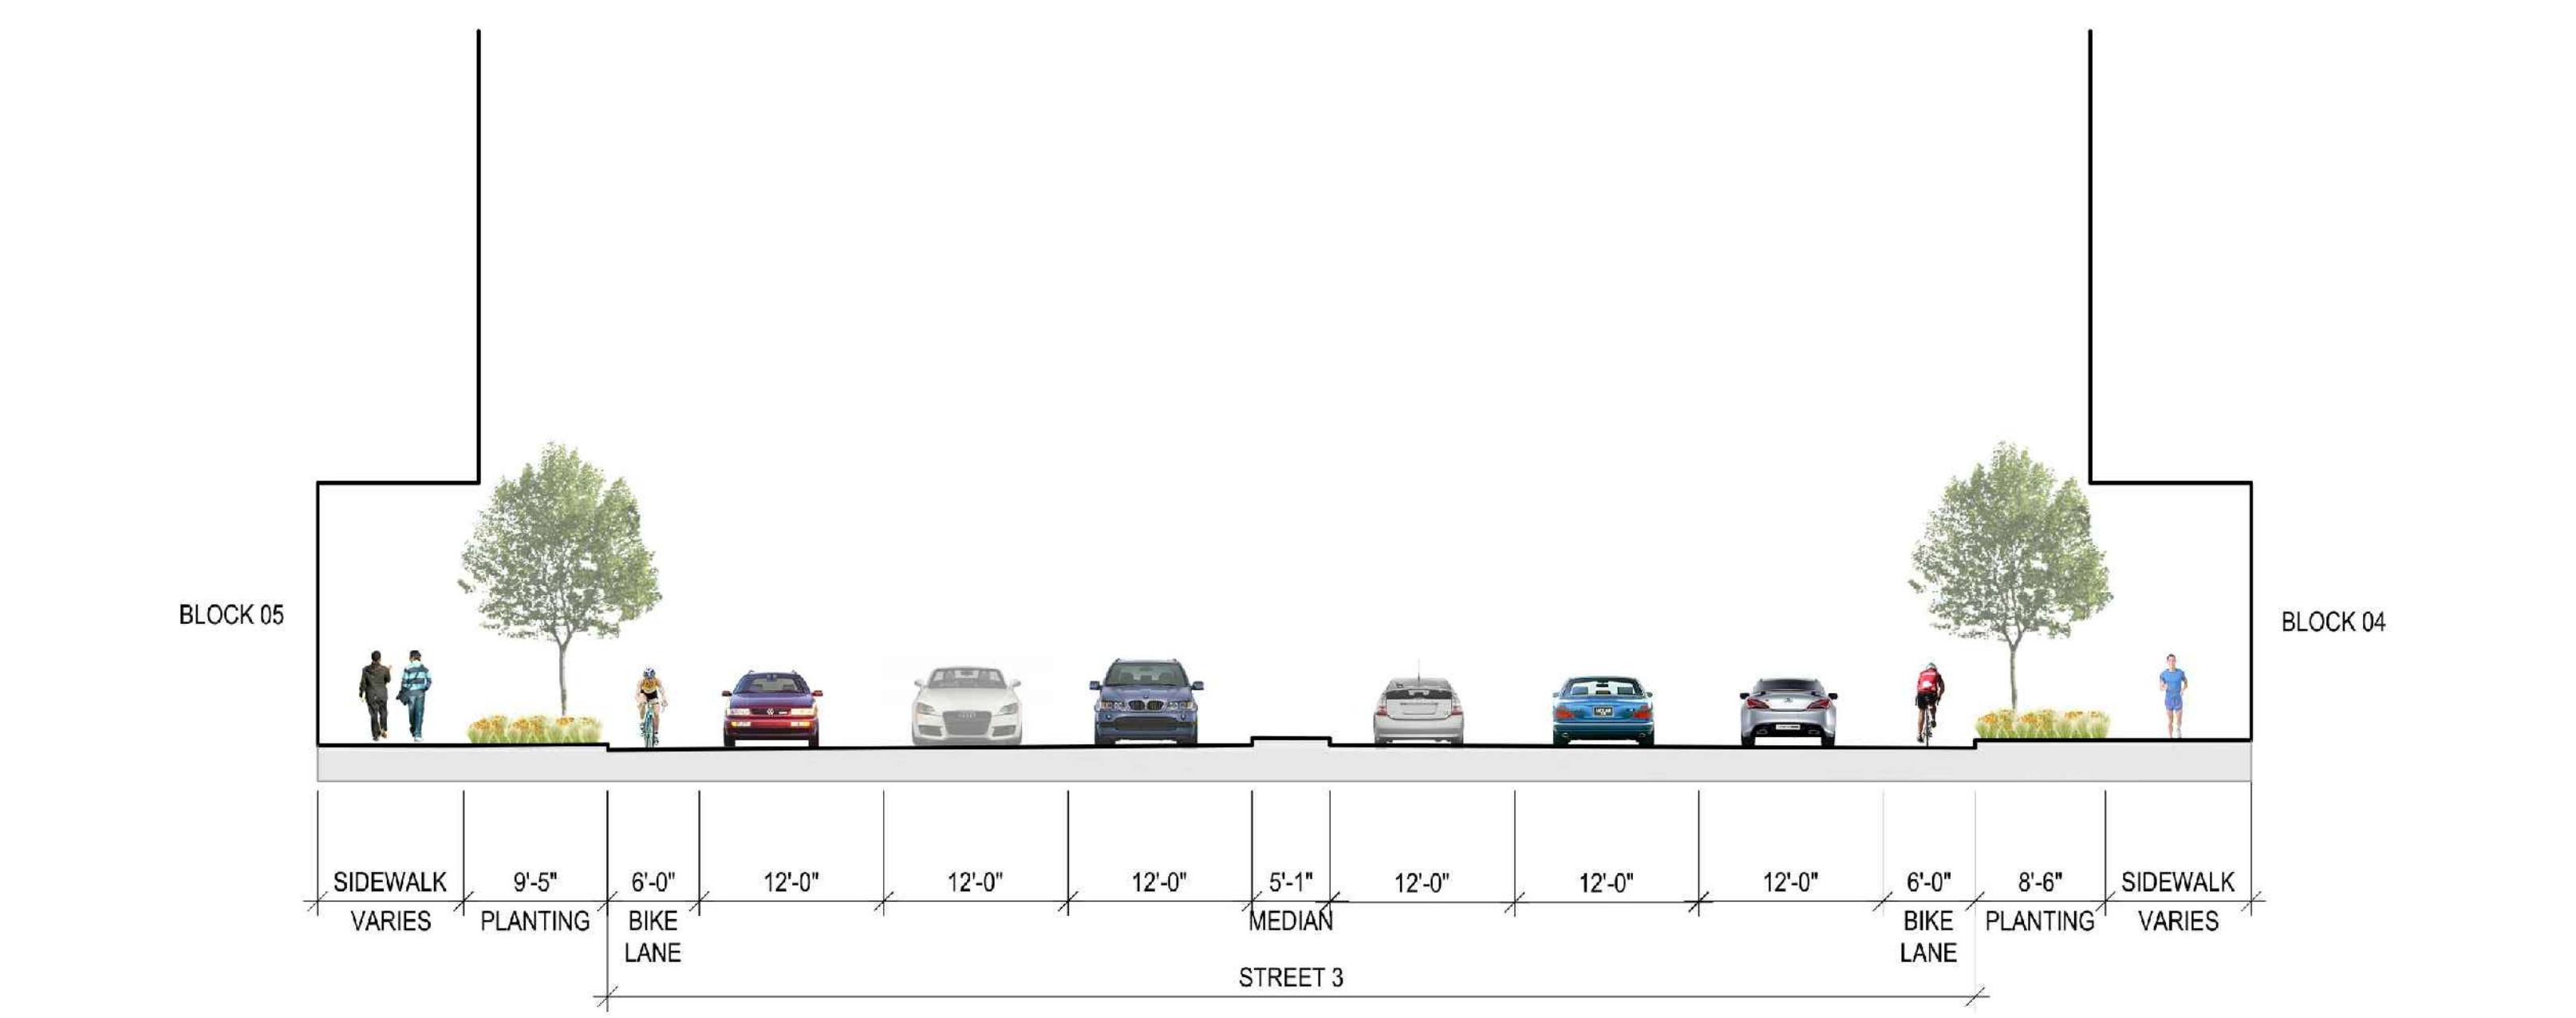 BLOCK 05
BLOCK 04
SIDEWALK 9'-5" 6'-0" 12'-0" 12'-0" 12'-0" 5'-1" 12'-0" 12'-0" 12'-0" 6'-0" 8'-6" SIDEWALK
VARIES PLANTING BIKE MEDIAN BIKE PLANTING VARIES
LANE LANE
STREET 3